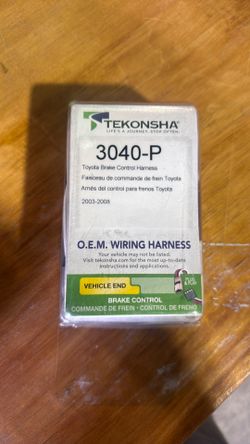 TEKONSHA
LIFE'S A JOURNEY. STOP OFTEN.
3040-P
Toyota Brake Control Harness
Faisceau de commande de frein Toyota
Arnés del control para frenos Toyota
2003-2008
O.E.M. WIRING HARNESS
Your vehicle may not be listed.
Visit tekonsha.com for the most up-to-date
instructions and applications.
VEHICLE END
BRAKE CONTROL
COMMANDE DE FREIN • CONTROL DE FRENO